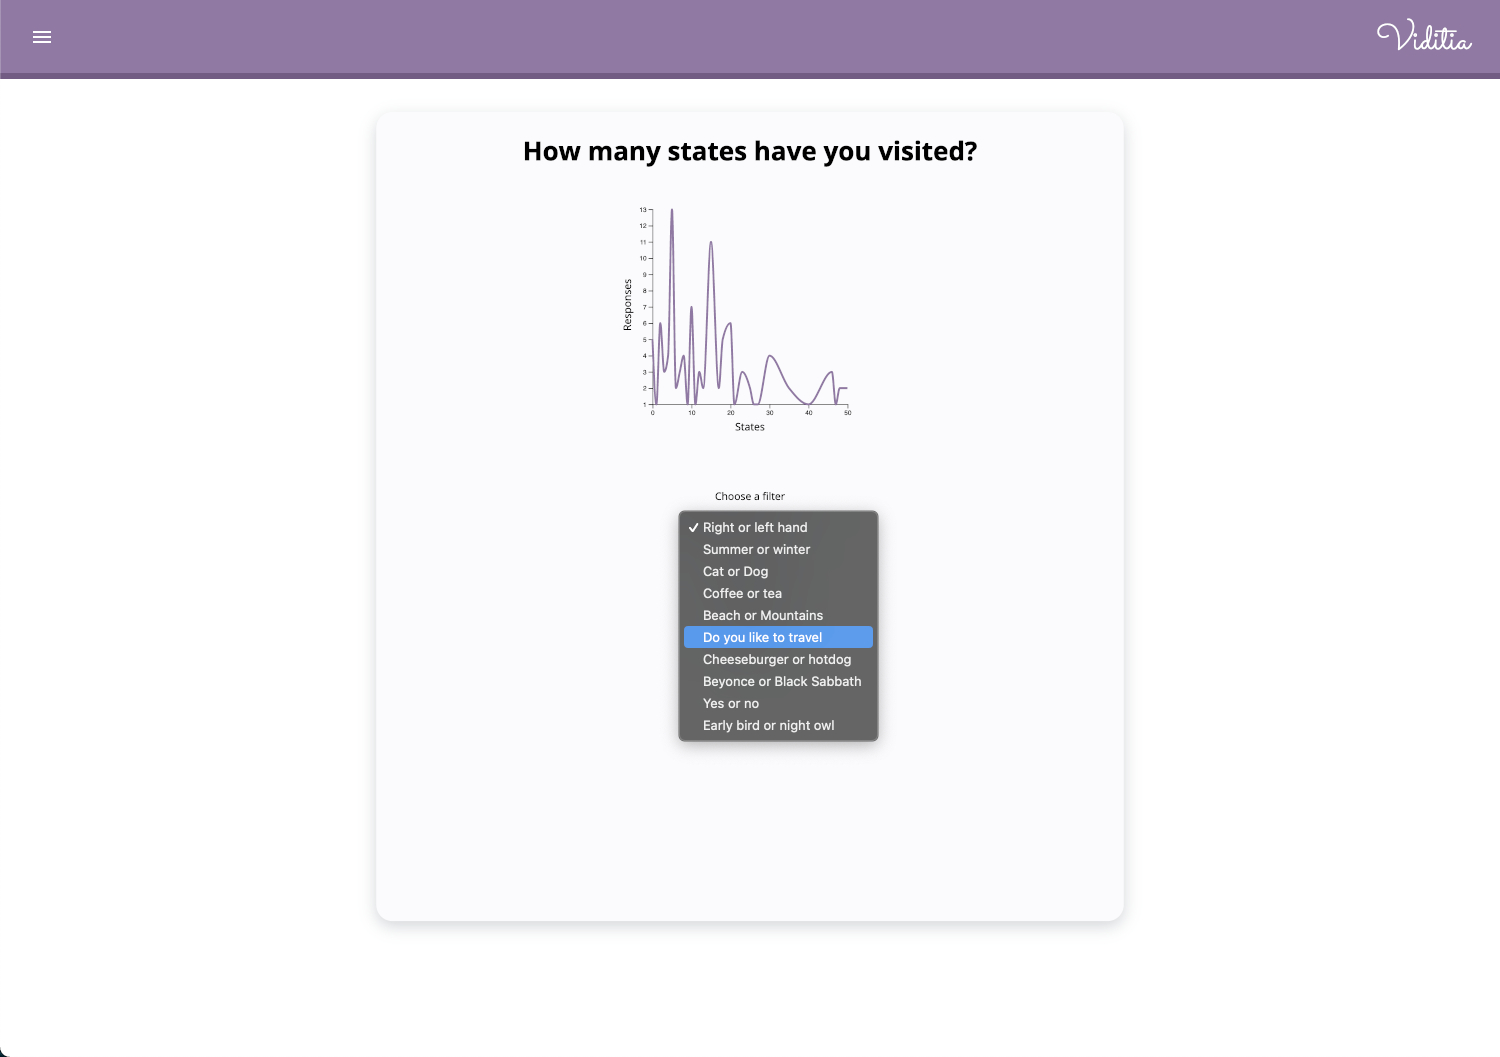 Viditia
How many states have you visited?
13
12
11
10
9
8
7
6
5
4
3
2
1
Responses
0 10 20 30 40 50
States
Choose a filter
✓ Right or left hand
Summer or winter
Cat or Dog
Coffee or tea
Beach or Mountains
Do you like to travel
Cheeseburger or hotdog
Beyonce or Black Sabbath
Yes or no
Early bird or night owl